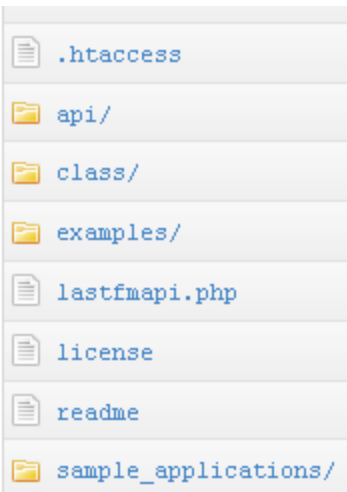 .htaccess
api/
class/
examples/
lastfmapi.php
license
readme
sample_applications/